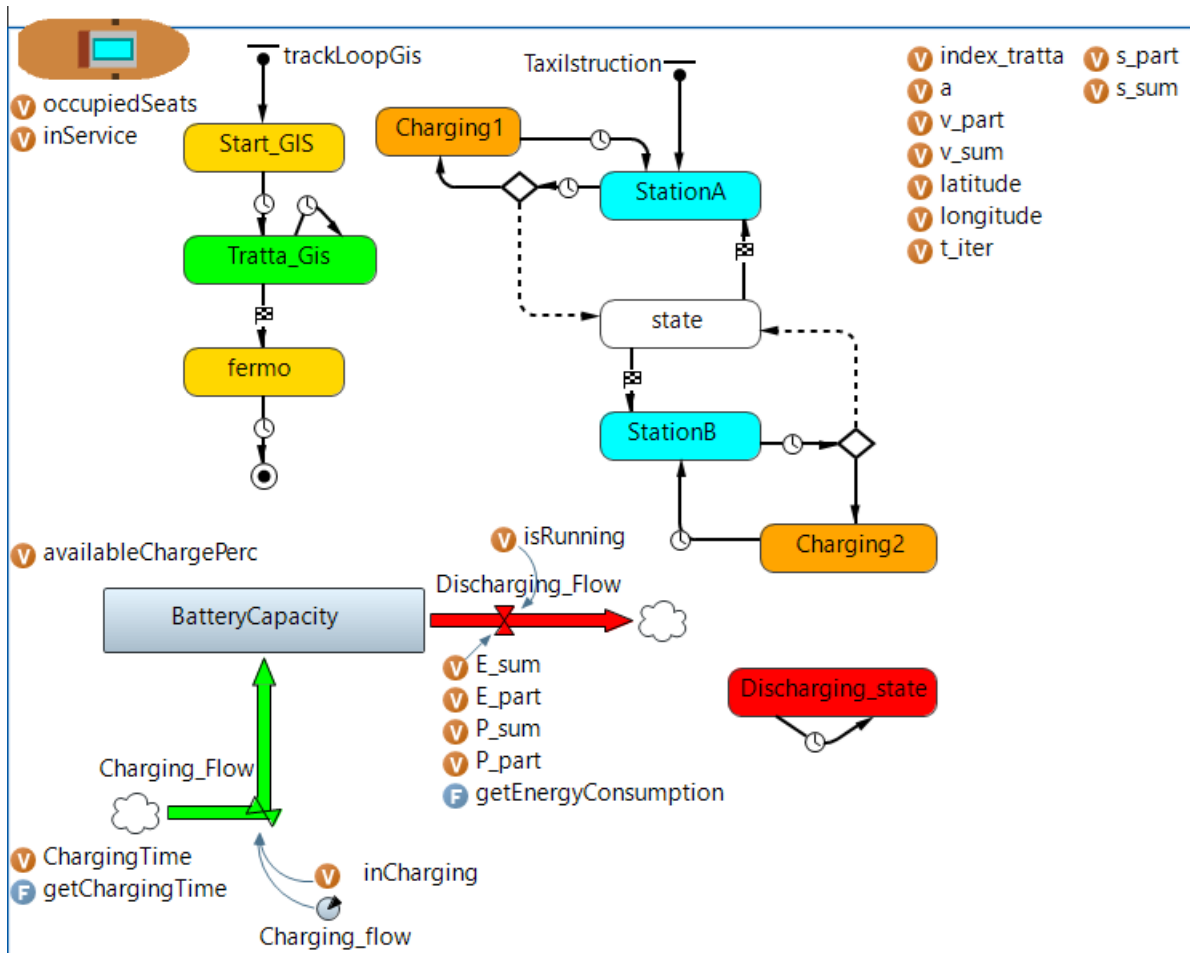 trackLoopGis
occupiedSeats
inService
Start_GIS
Tratta_Gis
fermo
TaxiIstruction
Charging1
StationA
state
StationB
Charging2
index_tratta
a
v_part
v_sum
latitude
longitude
t_iter
s_part
s_sum
availableChargePerc
BatteryCapacity
isRunning
Discharging_Flow
E_sum
E_part
P_sum
P_part
getEnergyConsumption
Discharging_state
Charging_Flow
ChargingTime
getChargingTime
inCharging
Charging_flow